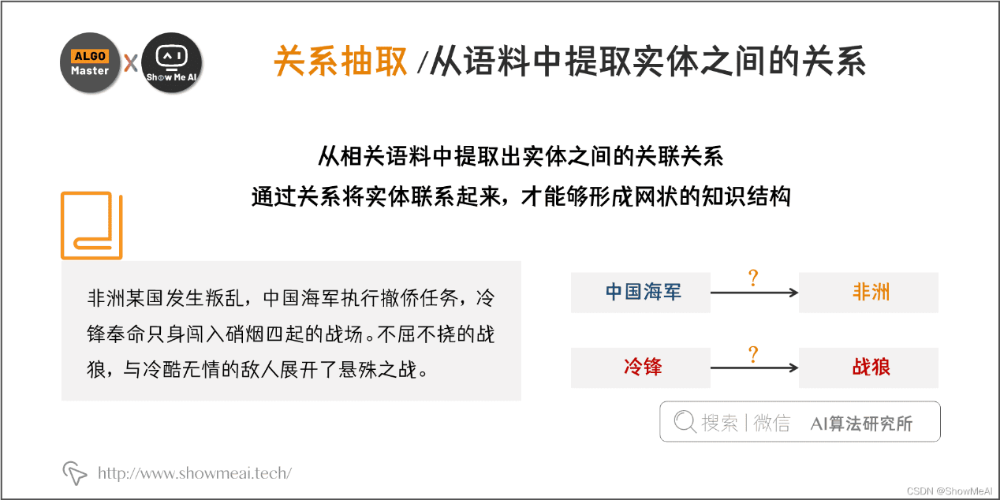 ALGO
Master
X
Show Me AI
关系抽取 /从语料中提取实体之间的关系
从相关语料中提取出实体之间的关联关系
通过关系将实体联系起来，才能够形成网状的知识结构
非洲某国发生叛乱，中国海军执行撤侨任务，冷
锋奉命只身闯入硝烟四起的战场。不屈不挠的战
狼，与冷酷无情的敌人展开了悬殊之战。
中国海军
?
非洲
冷锋
?
战狼
搜索 | 微信 AI算法研究所
http://www.showmeai.tech/
CSDN @ShowMeAI